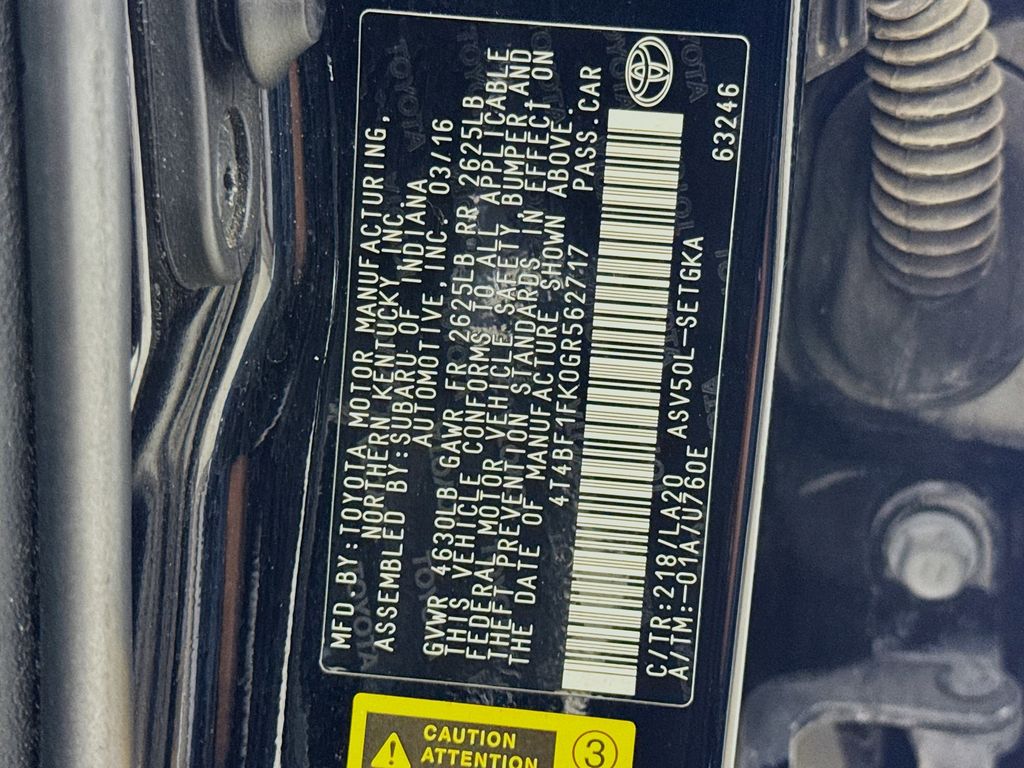 MFD.BY:TOYOTA MOTOR MANUFACTURING,
NORTHERN KENTUCKY, INC.
ASSEMBLED BY:SUBARU OF INDIANA
AUTOMOTIVE,INC. 03/16
GVWR 4630LB GAWR FR 2625LB RR 2625LB
THIS VEHICLE CONFORMS TO ALL APPLICABLE
FEDERAL MOTOR VEHICLE SAFETY, BUMPER AND
THEFT PREVENTION STANDARDS IN EFFECT ON
THE DATE OF MANUFACTURE SHOWN ABOVE.
4T4BF1FK0GR562717 PASS.CAR
C/TR:218/LA20 ASV50L-SETGKA
A/TM:-01A/U760E 63246
CAUTION
ATTENTION
3